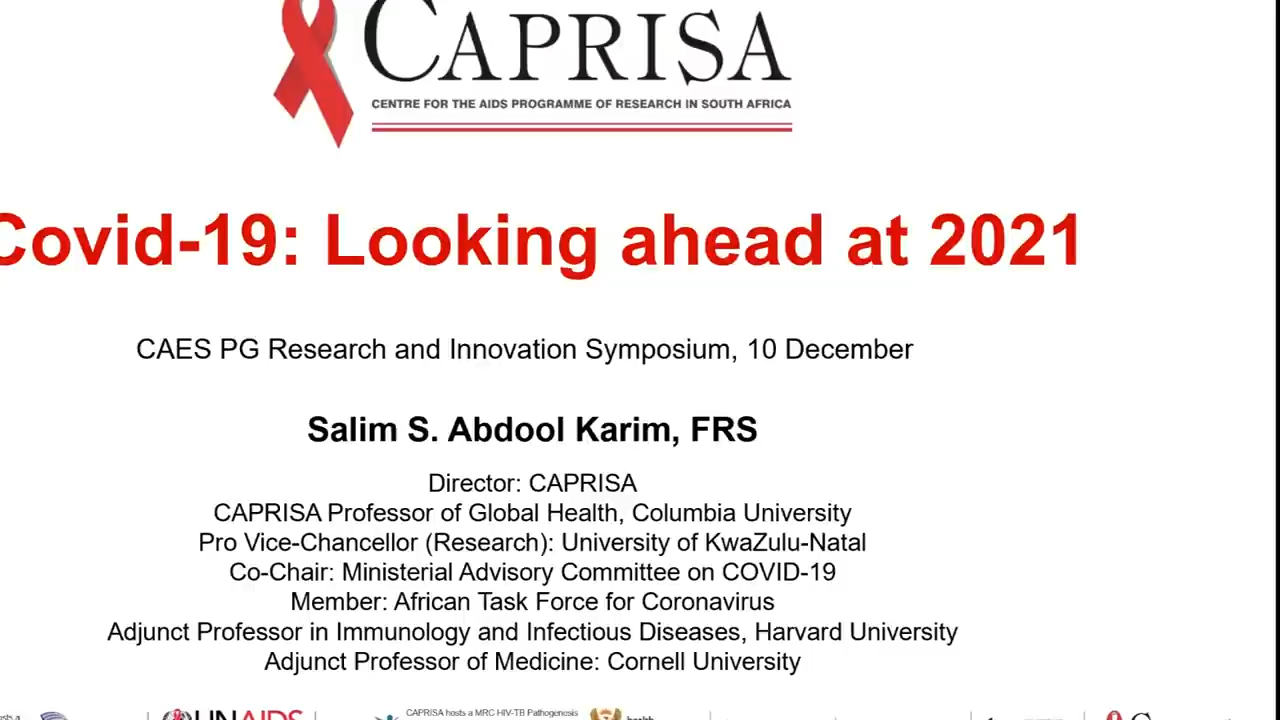 CAPRISA
CENTRE FOR THE AIDS PROGRAMME OF RESEARCH IN SOUTH AFRICA
Covid-19: Looking ahead at 2021
CAES PG Research and Innovation Symposium, 10 December
Salim S. Abdool Karim, FRS
Director: CAPRISA
CAPRISA Professor of Global Health, Columbia University
Pro Vice-Chancellor (Research): University of KwaZulu-Natal
Co-Chair: Ministerial Advisory Committee on COVID-19
Member: African Task Force for Coronavirus
Adjunct Professor in Immunology and Infectious Diseases, Harvard University
Adjunct Professor of Medicine: Cornell University
UNAIDS
CAPRISA hosts a MRC HIV-TB Pathogenesis
health